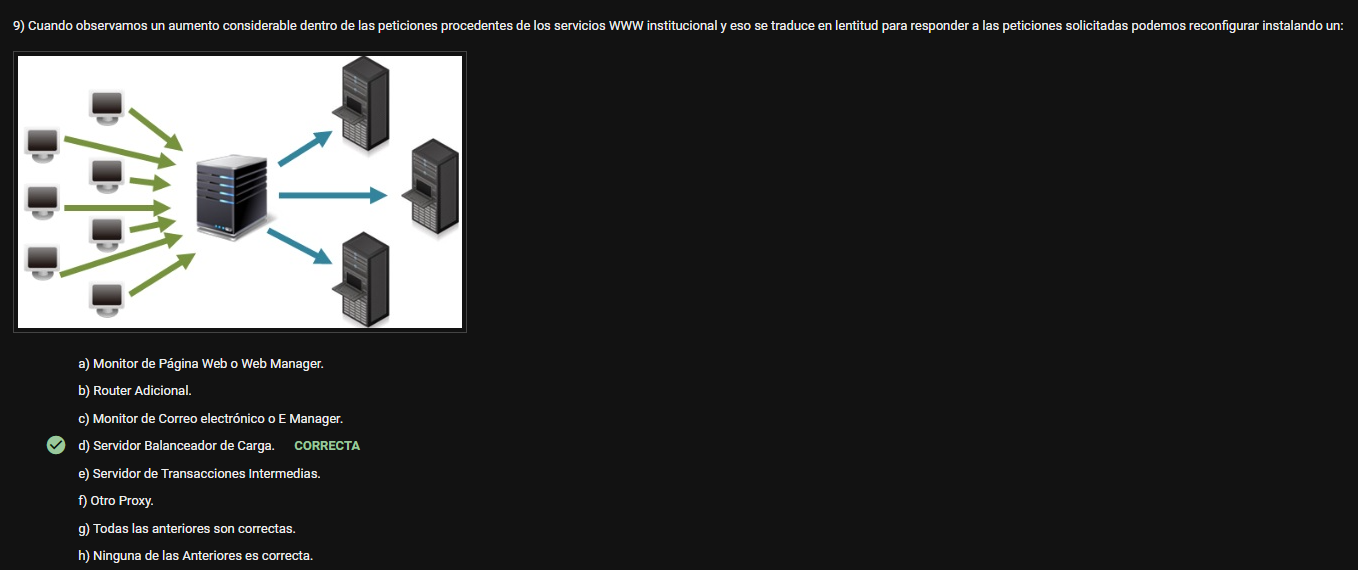 9) Cuando observamos un aumento considerable dentro de las peticiones procedentes de los servicios WWW institucional y eso se traduce en lentitud para responder a las peticiones solicitadas podemos reconfigurar instalando un:
a) Monitor de Página Web o Web Manager.
b) Router Adicional.
c) Monitor de Correo electrónico o E Manager.
d) Servidor Balanceador de Carga. CORRECTA
e) Servidor de Transacciones Intermedias.
f) Otro Proxy.
g) Todas las anteriores son correctas.
h) Ninguna de las Anteriores es correcta.